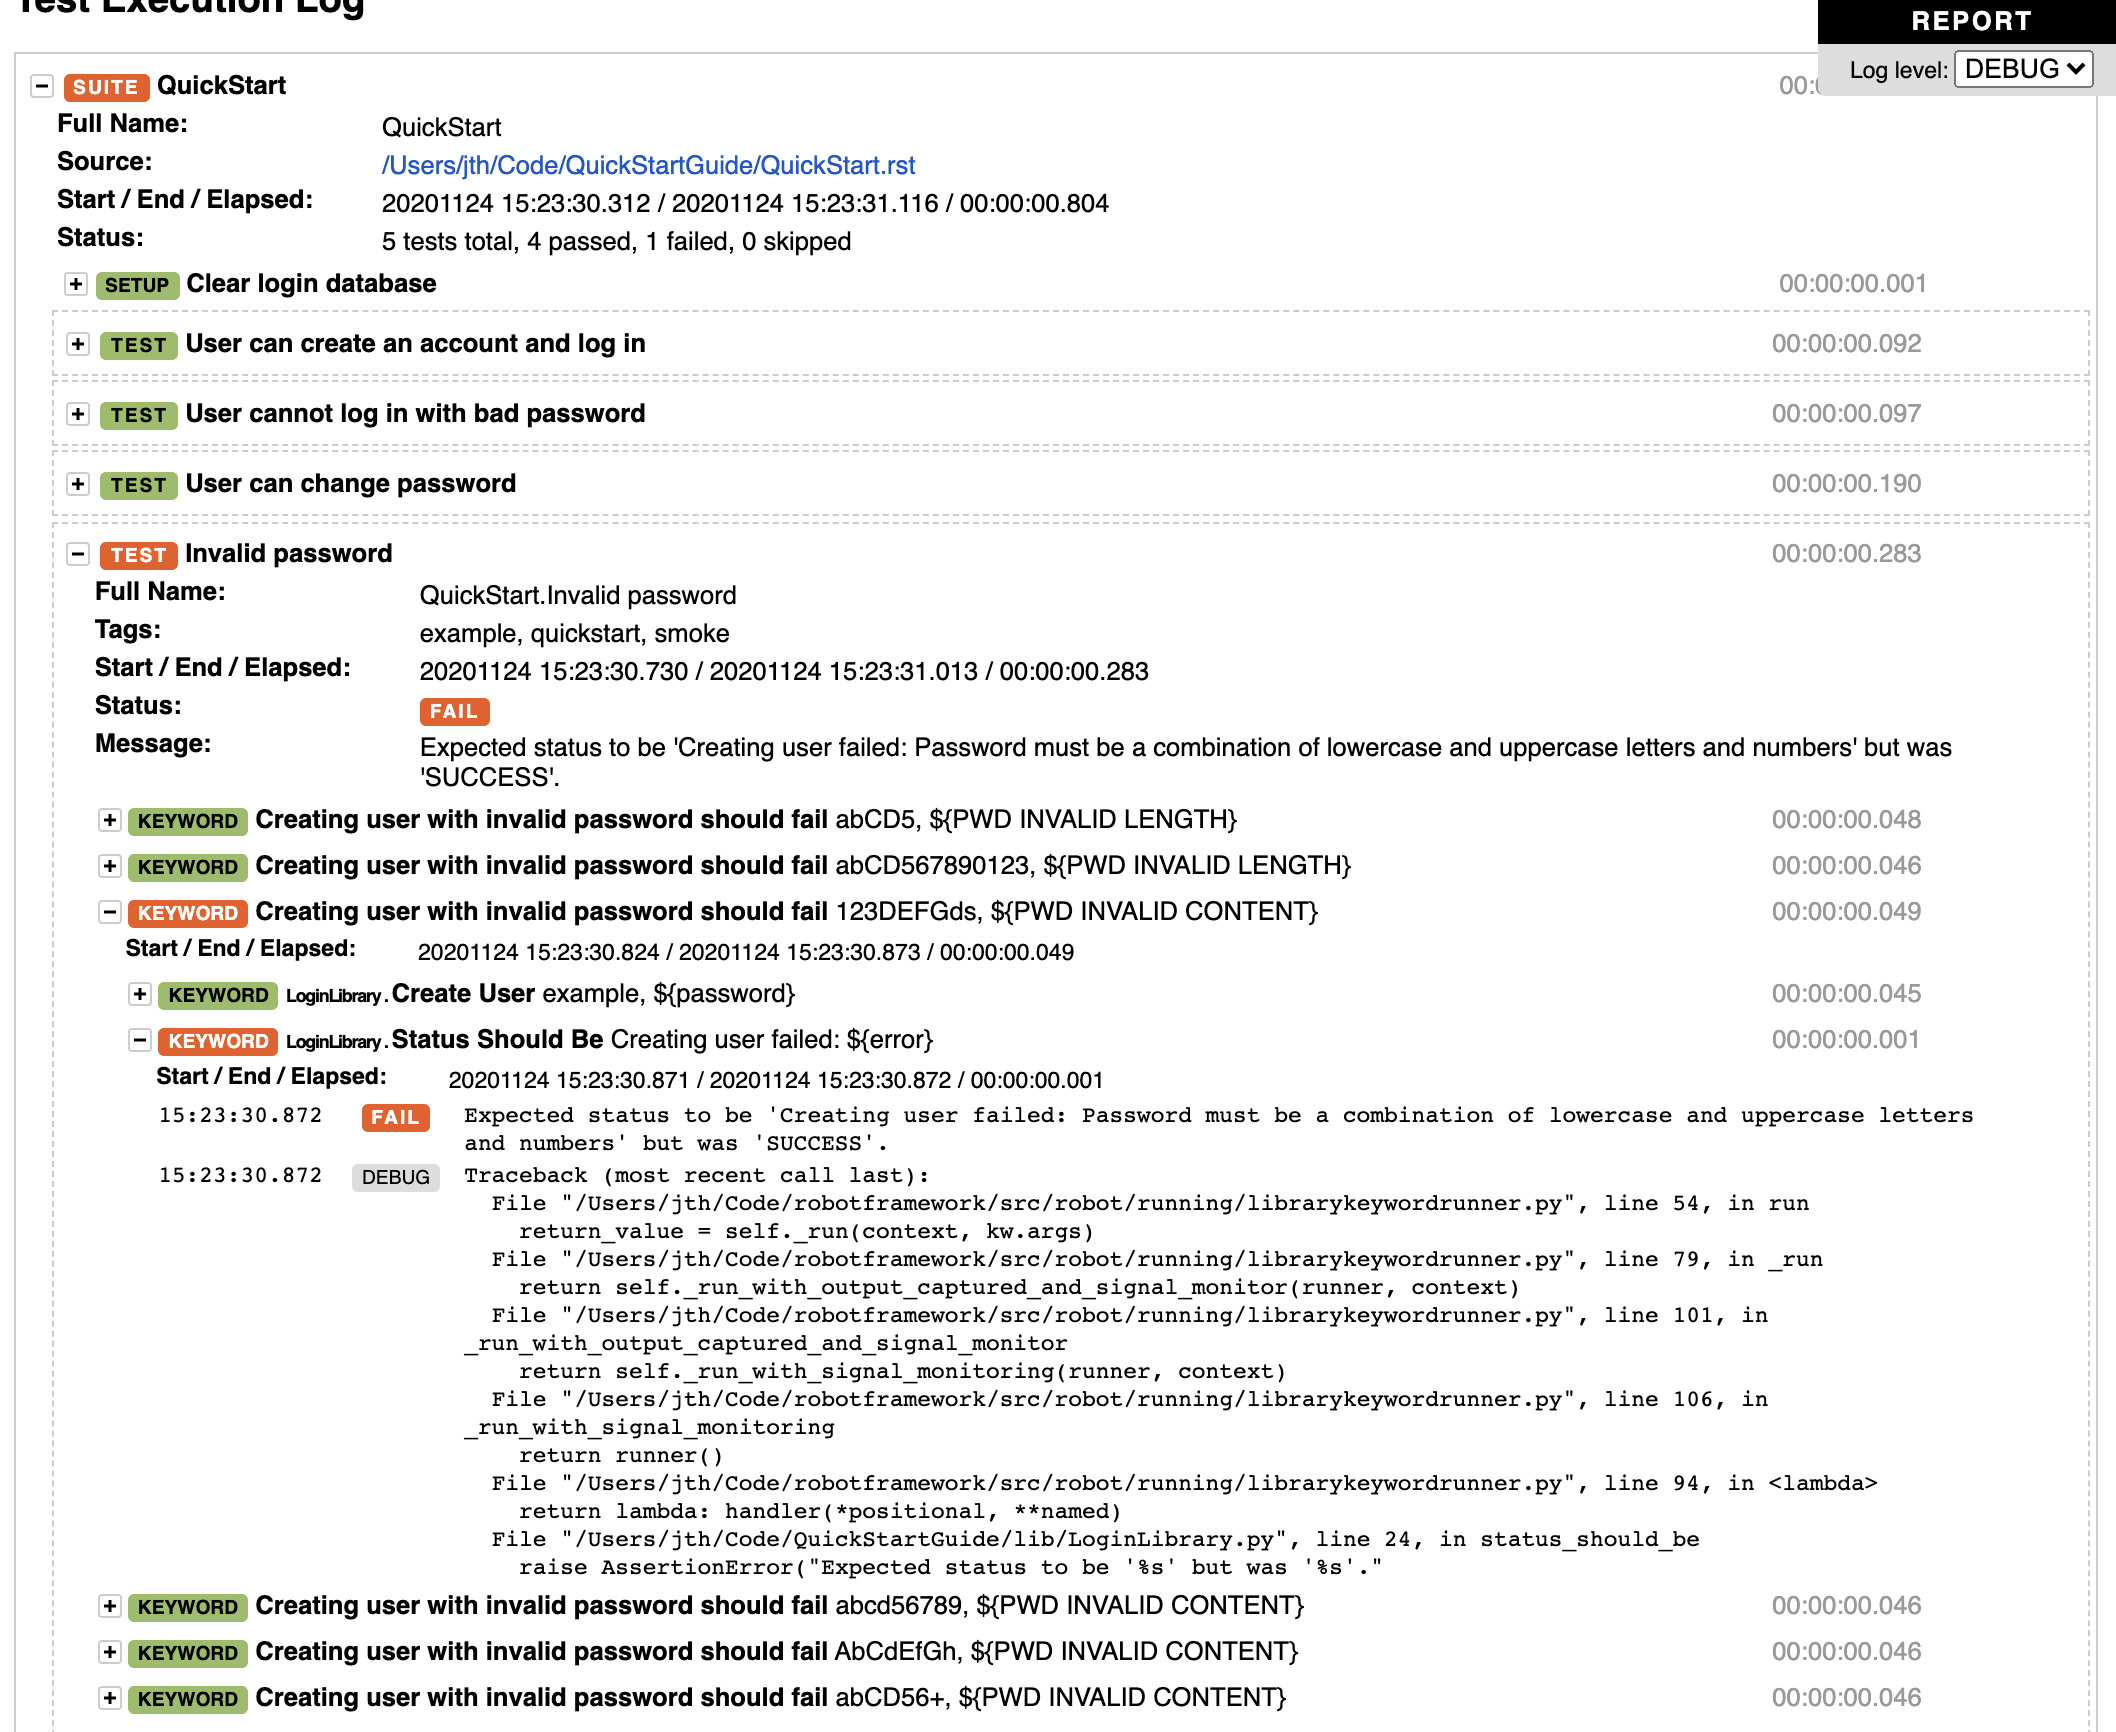 Test Execution Log
REPORT
Log level: DEBUG
SUITE QuickStart 00:
Full Name: QuickStart
Source: /Users/jth/Code/QuickStartGuide/QuickStart.rst
Start / End / Elapsed: 20201124 15:23:30.312 / 20201124 15:23:31.116 / 00:00:00.804
Status: 5 tests total, 4 passed, 1 failed, 0 skipped
+ SETUP Clear login database 00:00:00.001
+ TEST User can create an account and log in 00:00:00.092
+ TEST User cannot log in with bad password 00:00:00.097
+ TEST User can change password 00:00:00.190
- TEST Invalid password 00:00:00.283
Full Name: QuickStart.Invalid password
Tags: example, quickstart, smoke
Start / End / Elapsed: 20201124 15:23:30.730 / 20201124 15:23:31.013 / 00:00:00.283
Status: FAIL
Message: Expected status to be 'Creating user failed: Password must be a combination of lowercase and uppercase letters and numbers' but was
'SUCCESS'.
+ KEYWORD Creating user with invalid password should fail abCD5, ${PWD INVALID LENGTH} 00:00:00.048
+ KEYWORD Creating user with invalid password should fail abCD567890123, ${PWD INVALID LENGTH} 00:00:00.046
- KEYWORD Creating user with invalid password should fail 123DEFGds, ${PWD INVALID CONTENT} 00:00:00.049
Start / End / Elapsed: 20201124 15:23:30.824 / 20201124 15:23:30.873 / 00:00:00.049
+ KEYWORD LoginLibrary.Create User example, ${password} 00:00:00.045
- KEYWORD LoginLibrary.Status Should Be Creating user failed: ${error} 00:00:00.001
Start / End / Elapsed: 20201124 15:23:30.871 / 20201124 15:23:30.872 / 00:00:00.001
15:23:30.872 FAIL Expected status to be 'Creating user failed: Password must be a combination of lowercase and uppercase letters
and numbers' but was 'SUCCESS'.
15:23:30.872 DEBUG Traceback (most recent call last):
File "/Users/jth/Code/robotframework/src/robot/running/librarykeywordrunner.py", line 54, in run
return_value = self._run(context, kw.args)
File "/Users/jth/Code/robotframework/src/robot/running/librarykeywordrunner.py", line 79, in _run
return self._run_with_output_captured_and_signal_monitor(runner, context)
File "/Users/jth/Code/robotframework/src/robot/running/librarykeywordrunner.py", line 101, in
_run_with_output_captured_and_signal_monitor
return self._run_with_signal_monitoring(runner, context)
File "/Users/jth/Code/robotframework/src/robot/running/librarykeywordrunner.py", line 106, in
_run_with_signal_monitoring
return runner()
File "/Users/jth/Code/robotframework/src/robot/running/librarykeywordrunner.py", line 94, in <lambda>
return lambda: handler(*positional, **named)
File "/Users/jth/Code/QuickStartGuide/lib/LoginLibrary.py", line 24, in status_should_be
raise AssertionError("Expected status to be '%s' but was '%s'."
+ KEYWORD Creating user with invalid password should fail abcd56789, ${PWD INVALID CONTENT} 00:00:00.046
+ KEYWORD Creating user with invalid password should fail AbCdEfGh, ${PWD INVALID CONTENT} 00:00:00.046
+ KEYWORD Creating user with invalid password should fail abCD56+, ${PWD INVALID CONTENT} 00:00:00.046